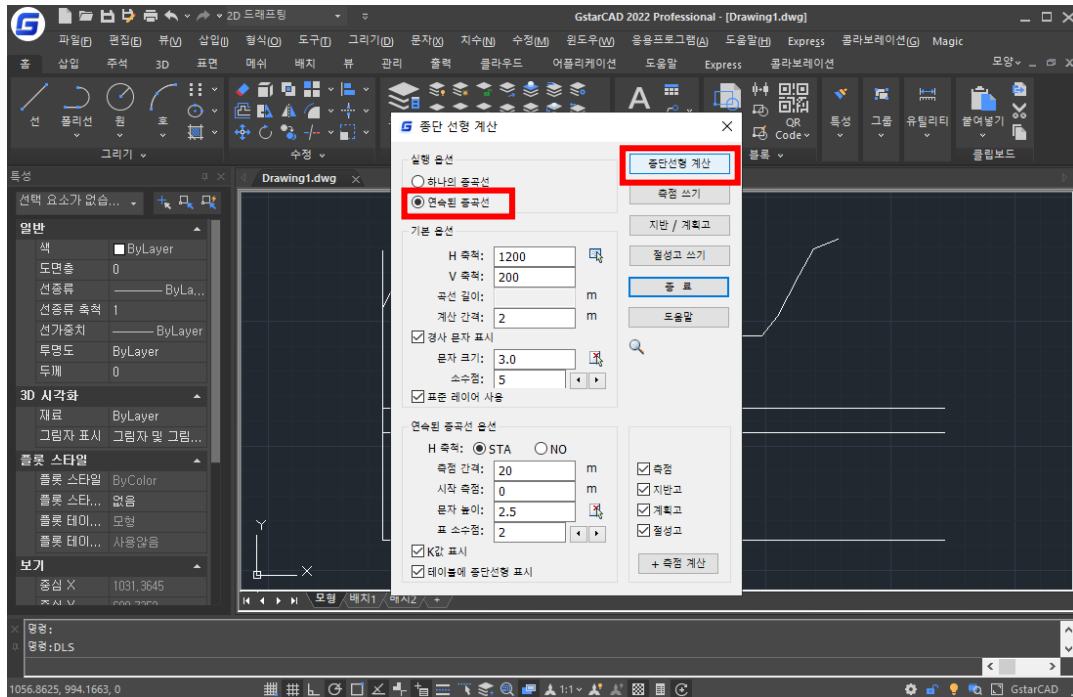 2D 드래프팅
GstarCAD 2022 Professional - [Drawing1.dwg]
파일(F) 편집(E) 뷰(V) 삽입(I) 형식(O) 도구(T) 그리기(D) 문자(X) 치수(N) 수정(M) 윈도우(W) 응용프로그램(A) 도움말(H) Express 콜라보레이션(G) Magic
홈 삽입 주석 3D 표면 메쉬 배치 뷰 관리 출력 클라우드 어플리케이션 도움말 Express 콜라보레이션 모양
선 폴리선 원 호
QR Code
특성 그룹 유틸리티 붙여넣기
그리기 수정 블록 클립보드
특성
Drawing1.dwg
선택 요소가 없습...
일반
색 ByLayer
도면층 0
선종류 ByLa...
선종류 축척 1
선가중치 ByLayer
투명도 ByLayer
두께 0
3D 시각화
재료 ByLayer
그림자 표시 그림자 및 그림...
플롯 스타일
플롯 스타일 ByColor
플롯 스타... 없음
플롯 테이... 모형
플롯 테이... 사용않음
보기
중심 X 1031,3645
종단 선형 계산
실행 옵션
하나의 종곡선
연속된 종곡선
기본 옵션
H 축척: 1200
V 축척: 200
곡선 길이: m
계산 간격: 2 m
경사 문자 표시
문자 크기: 3.0
소수점: 5
표준 레이어 사용
연속된 종곡선 옵션
H 축척: STA NO
측점 간격: 20 m
시작 측점: 0 m
문자 높이: 2.5
표 소수점: 2
K값 표시
테이블에 종단선형 표시
종단선형 계산
측점 쓰기
지반 / 계획고
절성고 쓰기
종 료
도움말
측점
지반고
계획고
절성고
+ 측점 계산
Y
X
모형 배치1 배치2 +
명령:
명령:DLS
1056.8625, 994.1663, 0
1:1
GstarCAD